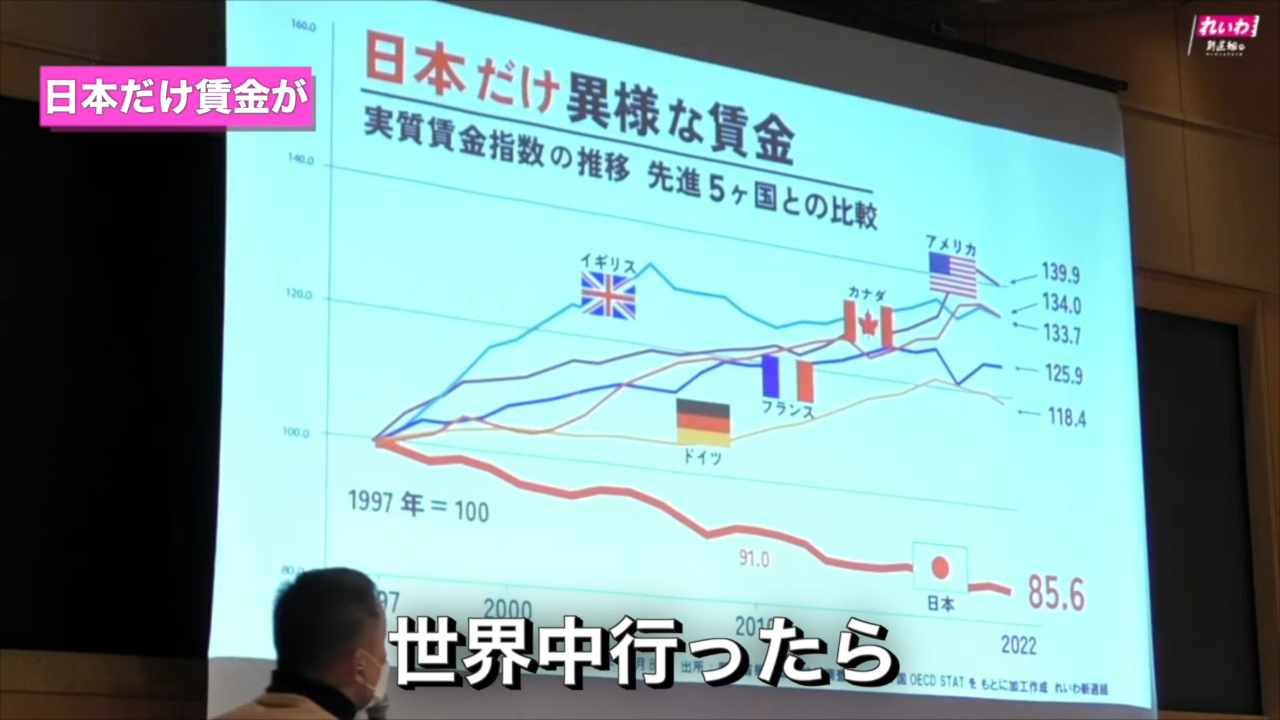 日本だけ賃金が
れいわ
新選組
160.0
日本だけ異様な賃金
実質賃金指数の推移 先進5ヶ国との比較
140.0
120.0
100.0
80.0
イギリス
アメリカ
カナダ
フランス
ドイツ
139.9
134.0
133.7
125.9
118.4
1997年=100
91.0
日本
85.6
97
2000
201
2022
世界中行ったら
出所
国 OECD STAT を もとに加工作成 れいわ新選組